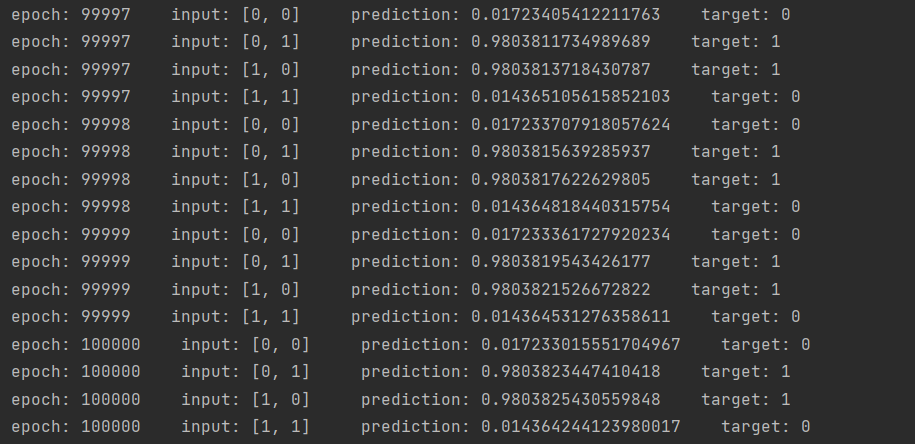 epoch: 99997    input: [0, 0]     prediction: 0.01723405412211763    target: 0
epoch: 99997    input: [0, 1]     prediction: 0.9803811734989689    target: 1
epoch: 99997    input: [1, 0]     prediction: 0.9803813718430787    target: 1
epoch: 99997    input: [1, 1]     prediction: 0.014365105615852103    target: 0
epoch: 99998    input: [0, 0]     prediction: 0.017233707918057624    target: 0
epoch: 99998    input: [0, 1]     prediction: 0.9803815639285937    target: 1
epoch: 99998    input: [1, 0]     prediction: 0.9803817622629805    target: 1
epoch: 99998    input: [1, 1]     prediction: 0.014364818440315754    target: 0
epoch: 99999    input: [0, 0]     prediction: 0.017233361727920234    target: 0
epoch: 99999    input: [0, 1]     prediction: 0.9803819543426177    target: 1
epoch: 99999    input: [1, 0]     prediction: 0.9803821526672822    target: 1
epoch: 99999    input: [1, 1]     prediction: 0.014364531276358611    target: 0
epoch: 100000    input: [0, 0]     prediction: 0.017233015551704967    target: 0
epoch: 100000    input: [0, 1]     prediction: 0.9803823447410418    target: 1
epoch: 100000    input: [1, 0]     prediction: 0.9803825430559848    target: 1
epoch: 100000    input: [1, 1]     prediction: 0.014364244123980017    target: 0